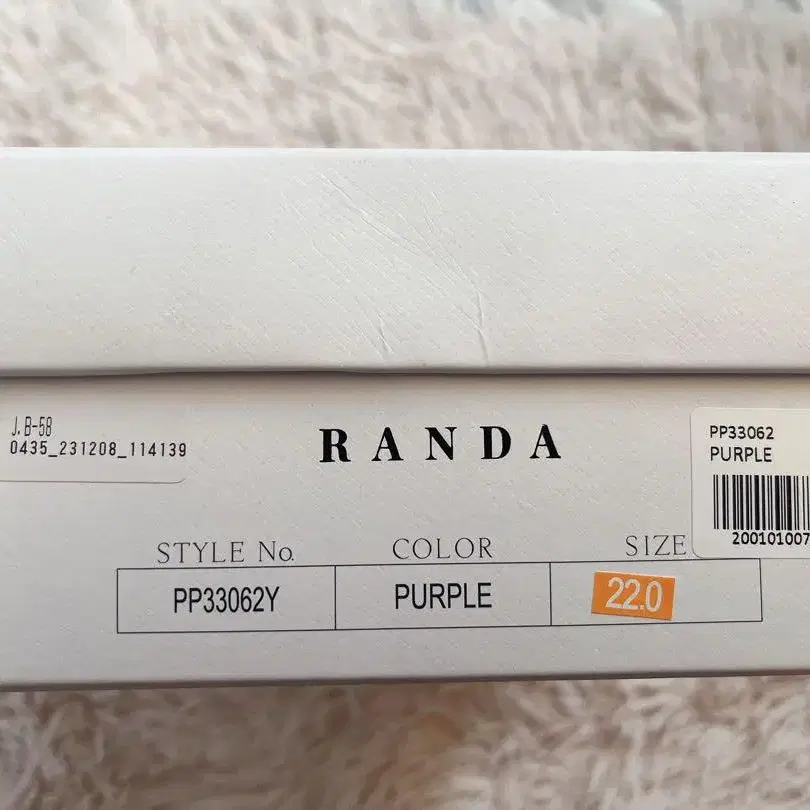 J.B-58
0435_231208_114139
RANDA
PP33062
PURPLE
200101007
STYLE No. COLOR SIZE
PP33062Y PURPLE 22.0